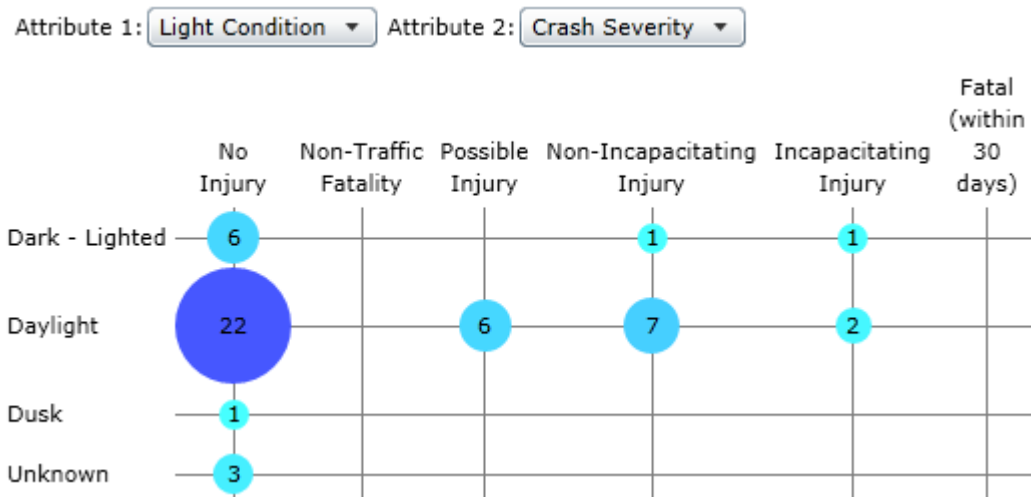 Attribute 1: Light Condition Attribute 2: Crash Severity
Fatal
(within
No Non-Traffic Possible Non-Incapacitating Incapacitating 30
Injury Fatality Injury Injury Injury days)
Dark - Lighted 6 1 1
Daylight 22 6 7 2
Dusk 1
Unknown 3